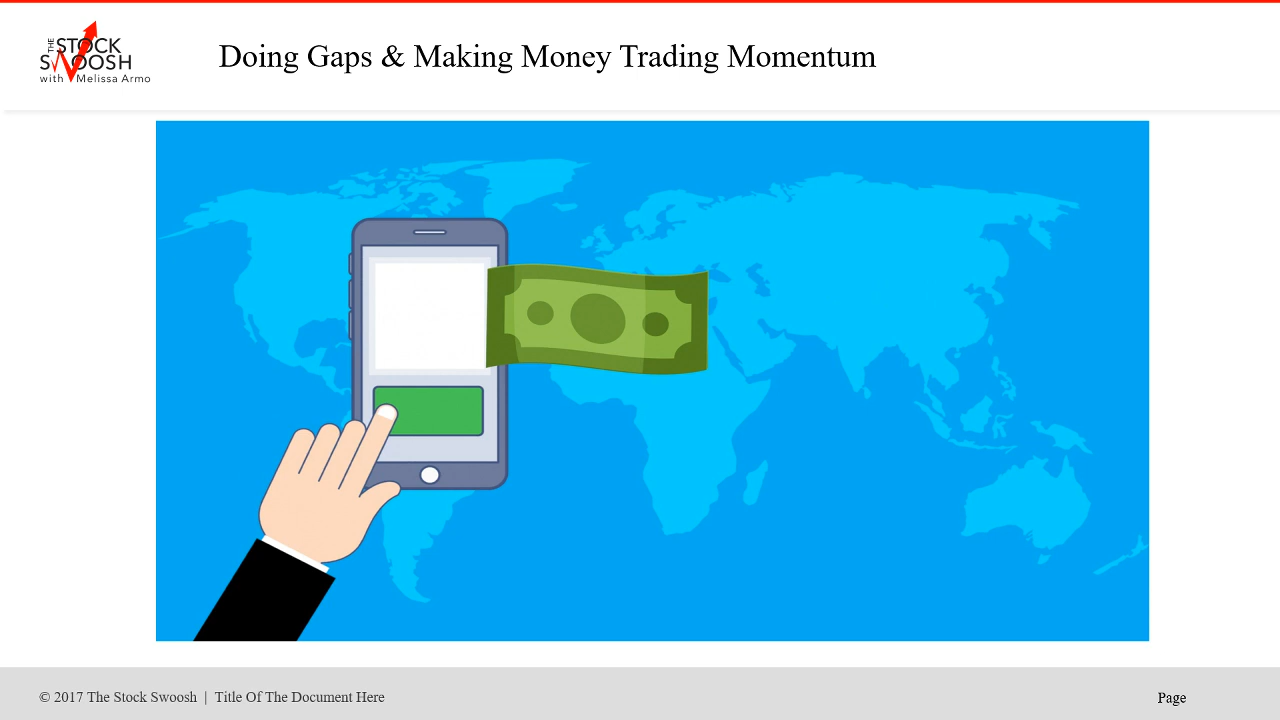 THE STOCK
SWOOSH
with Melissa Armo
Doing Gaps & Making Money Trading Momentum
© 2017 The Stock Swoosh | Title Of The Document Here
Page